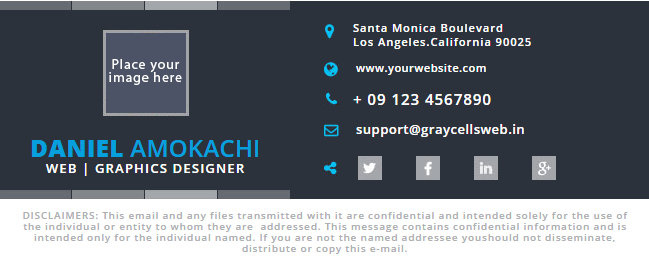 Place your
image here
DANIEL AMOKACHI
WEB | GRAPHICS DESIGNER
Santa Monica Boulevard
Los Angeles.California 90025
www.yourwebsite.com
+ 09 123 4567890
support@graycellsweb.in
DISCLAIMERS: This email and any files transmitted with it are confidential and intended solely for the use of
the individual or entity to whom they are  addressed. This message contains confidential information and is
intended only for the individual named. If you are not the named addressee youshould not disseminate,
distribute or copy this e-mail.